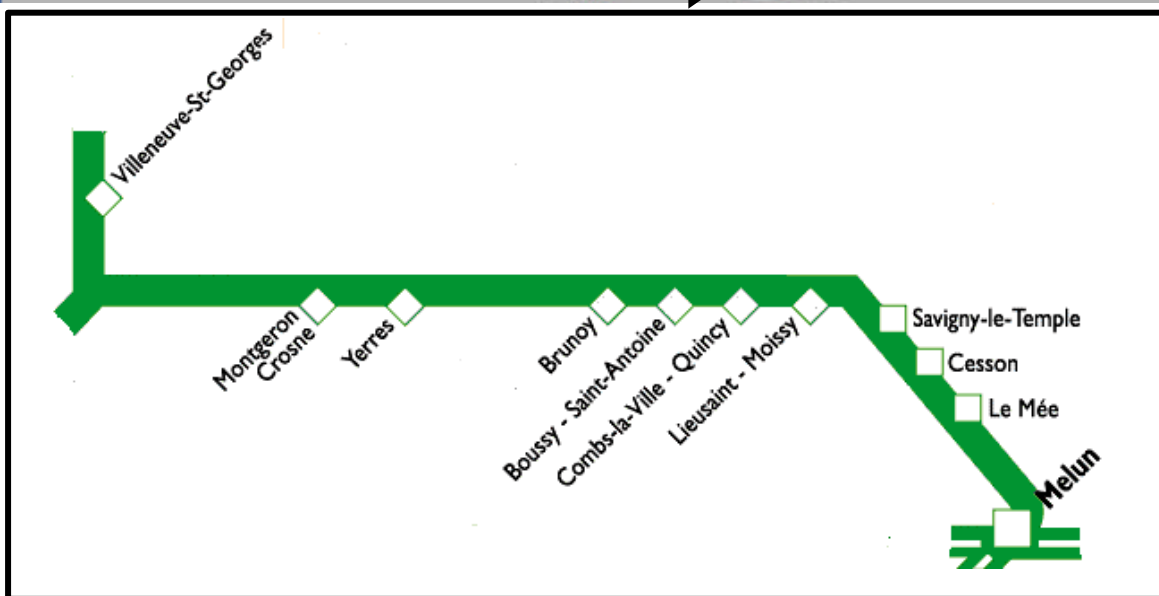 Villeneuve-St-Georges
Montgeron
Crosne
Yerres
Brunoy
Boussy - Saint-Antoine
Combs-la-Ville - Quincy
Lieusaint - Moissy
Savigny-le-Temple
Cesson
Le Mée
Melun